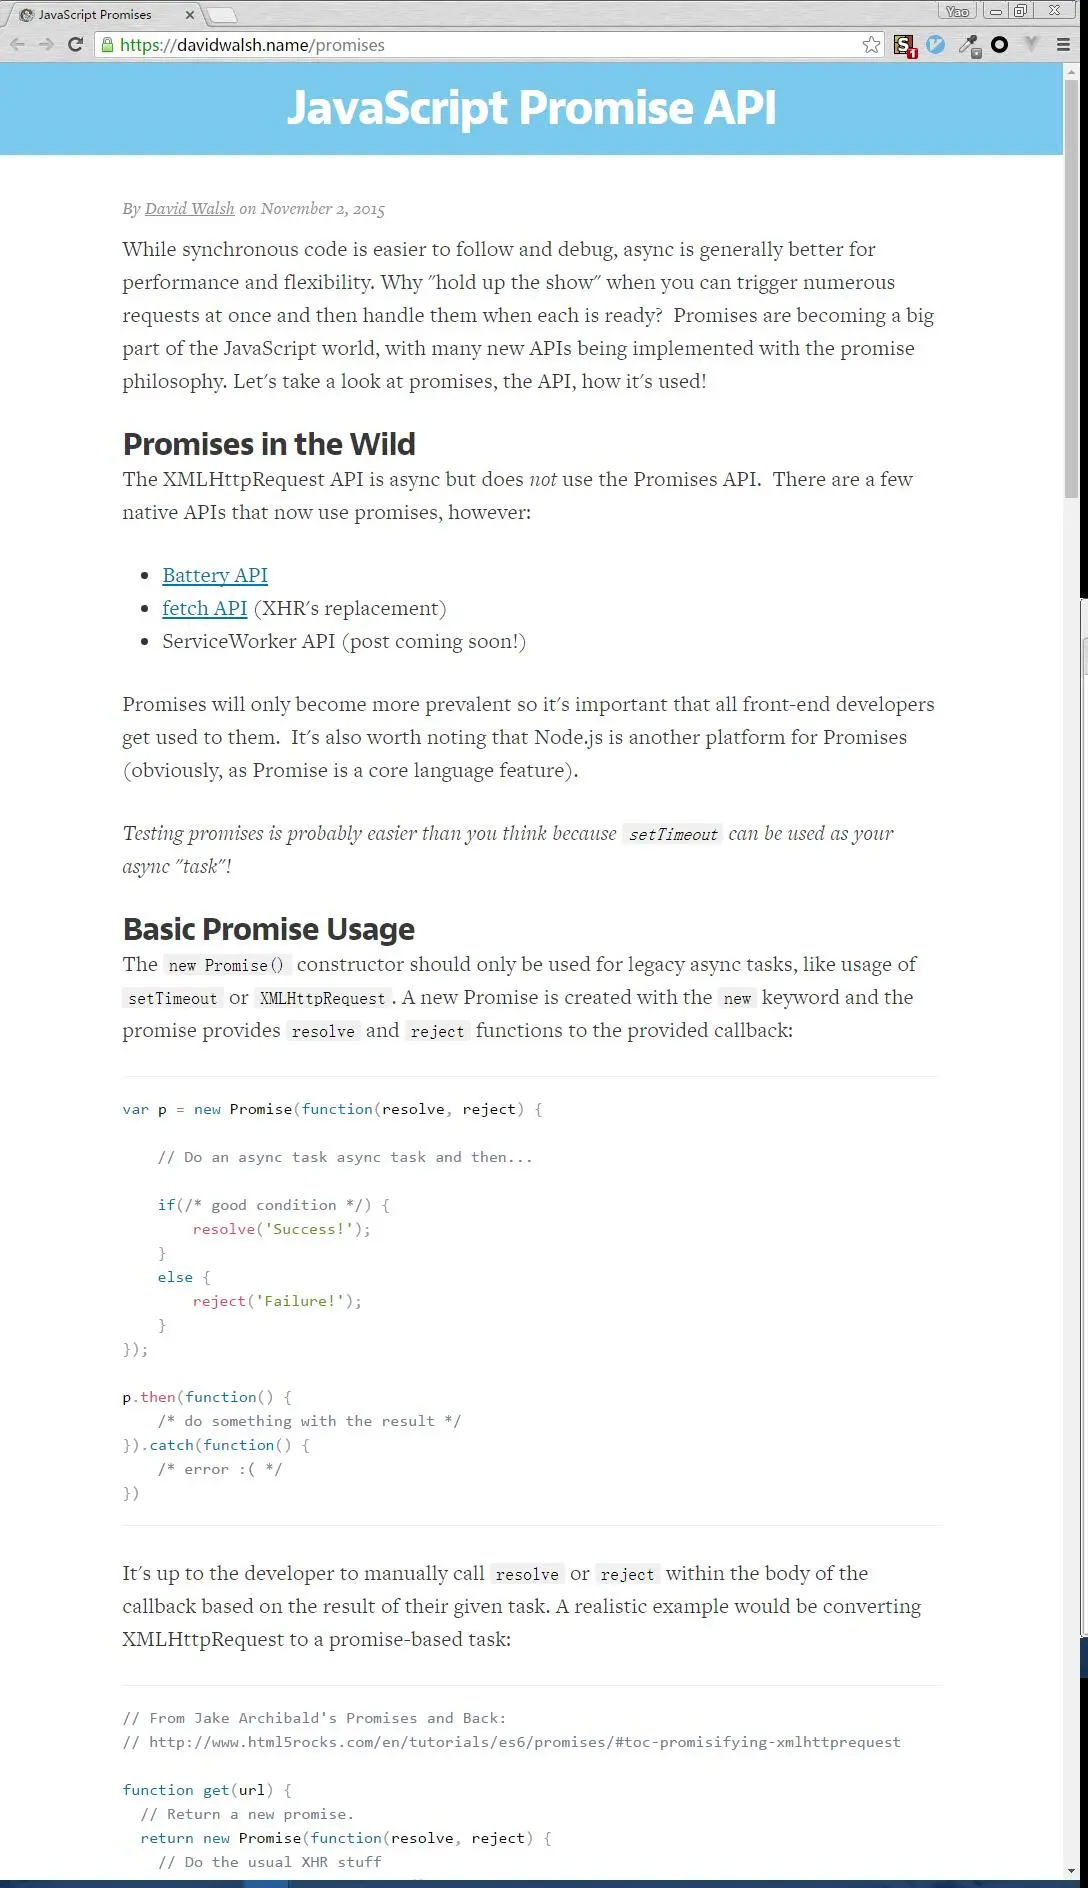 JavaScript Promises
Yao
https://davidwalsh.name/promises
JavaScript Promise API
By David Walsh on November 2, 2015
While synchronous code is easier to follow and debug, async is generally better for
performance and flexibility. Why "hold up the show" when you can trigger numerous
requests at once and then handle them when each is ready?  Promises are becoming a big
part of the JavaScript world, with many new APIs being implemented with the promise
philosophy. Let's take a look at promises, the API, how it's used!
Promises in the Wild
The XMLHttpRequest API is async but does not use the Promises API.  There are a few
native APIs that now use promises, however:
• Battery API
• fetch API (XHR's replacement)
• ServiceWorker API (post coming soon!)
Promises will only become more prevalent so it's important that all front-end developers
get used to them.  It's also worth noting that Node.js is another platform for Promises
(obviously, as Promise is a core language feature).
Testing promises is probably easier than you think because setTimeout can be used as your
async "task"!
Basic Promise Usage
The new Promise() constructor should only be used for legacy async tasks, like usage of
setTimeout or XMLHttpRequest. A new Promise is created with the new keyword and the
promise provides resolve and reject functions to the provided callback:
var p = new Promise(function(resolve, reject) {
    // Do an async task async task and then...
    if(/* good condition */) {
        resolve('Success!');
    }
    else {
        reject('Failure!');
    }
});
p.then(function() {
    /* do something with the result */
}).catch(function() {
    /* error :( */
})
It's up to the developer to manually call resolve or reject within the body of the
callback based on the result of their given task. A realistic example would be converting
XMLHttpRequest to a promise-based task:
// From Jake Archibald's Promises and Back:
// http://www.html5rocks.com/en/tutorials/es6/promises/#toc-promisifying-xmlhttprequest
function get(url) {
  // Return a new promise.
  return new Promise(function(resolve, reject) {
    // Do the usual XHR stuff